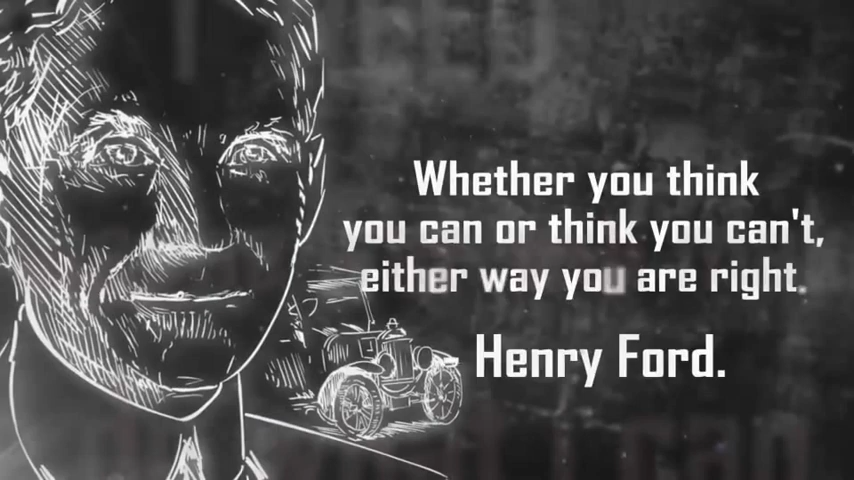 Whether you think
you can or think you can't,
either way you are right.
Henry Ford.